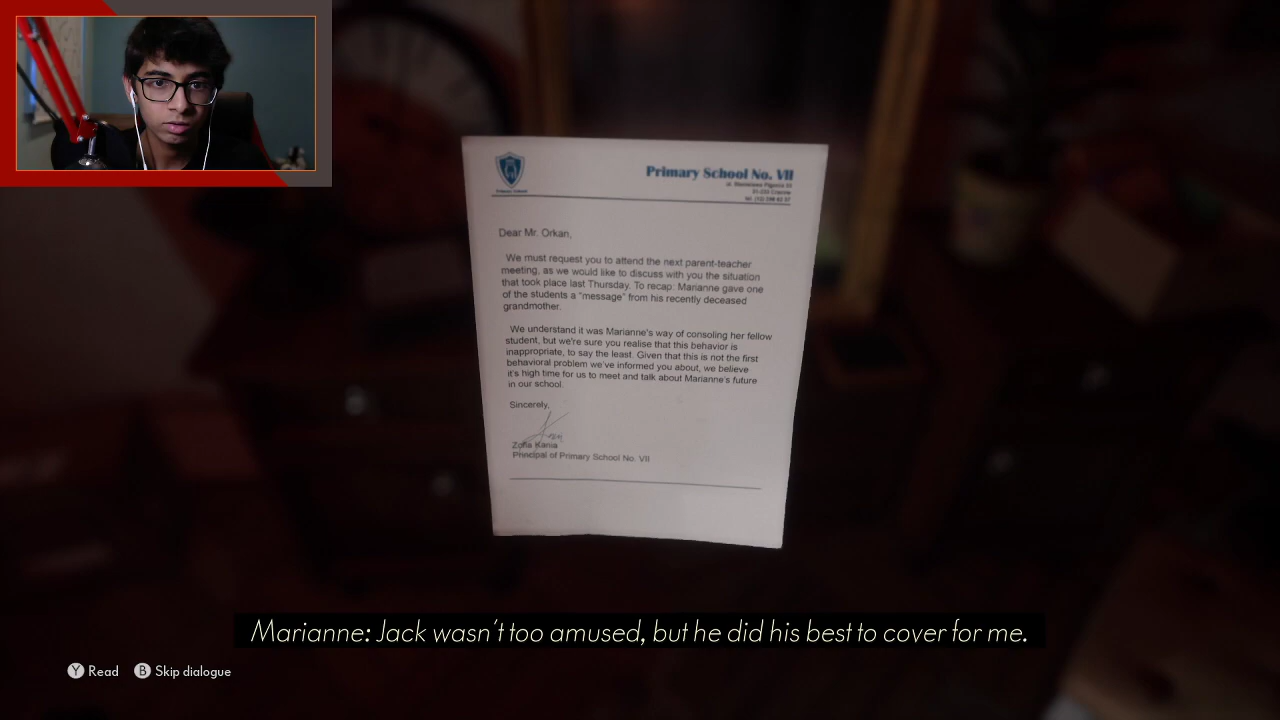 Primary School No. VII
Primary School
Dear Mr. Orkan,
We must request you to attend the next parent-teacher
meeting, as we would like to discuss with you the situation
that took place last Thursday. To recap: Marianne gave one
of the students a "message" from his recently deceased
grandmother.
We understand it was Marianne's way of consoling her fellow
student, but we're sure you realise that this behavior is
inappropriate, to say the least. Given that this is not the first
behavioral problem we've informed you about, we believe
it's high time for us to meet and talk about Marianne's future
in our school.
Sincerely,
Zofia Kania
Principal of Primary School No. VII
Marianne: Jack wasn't too amused, but he did his best to cover for me.
Y Read B Skip dialogue